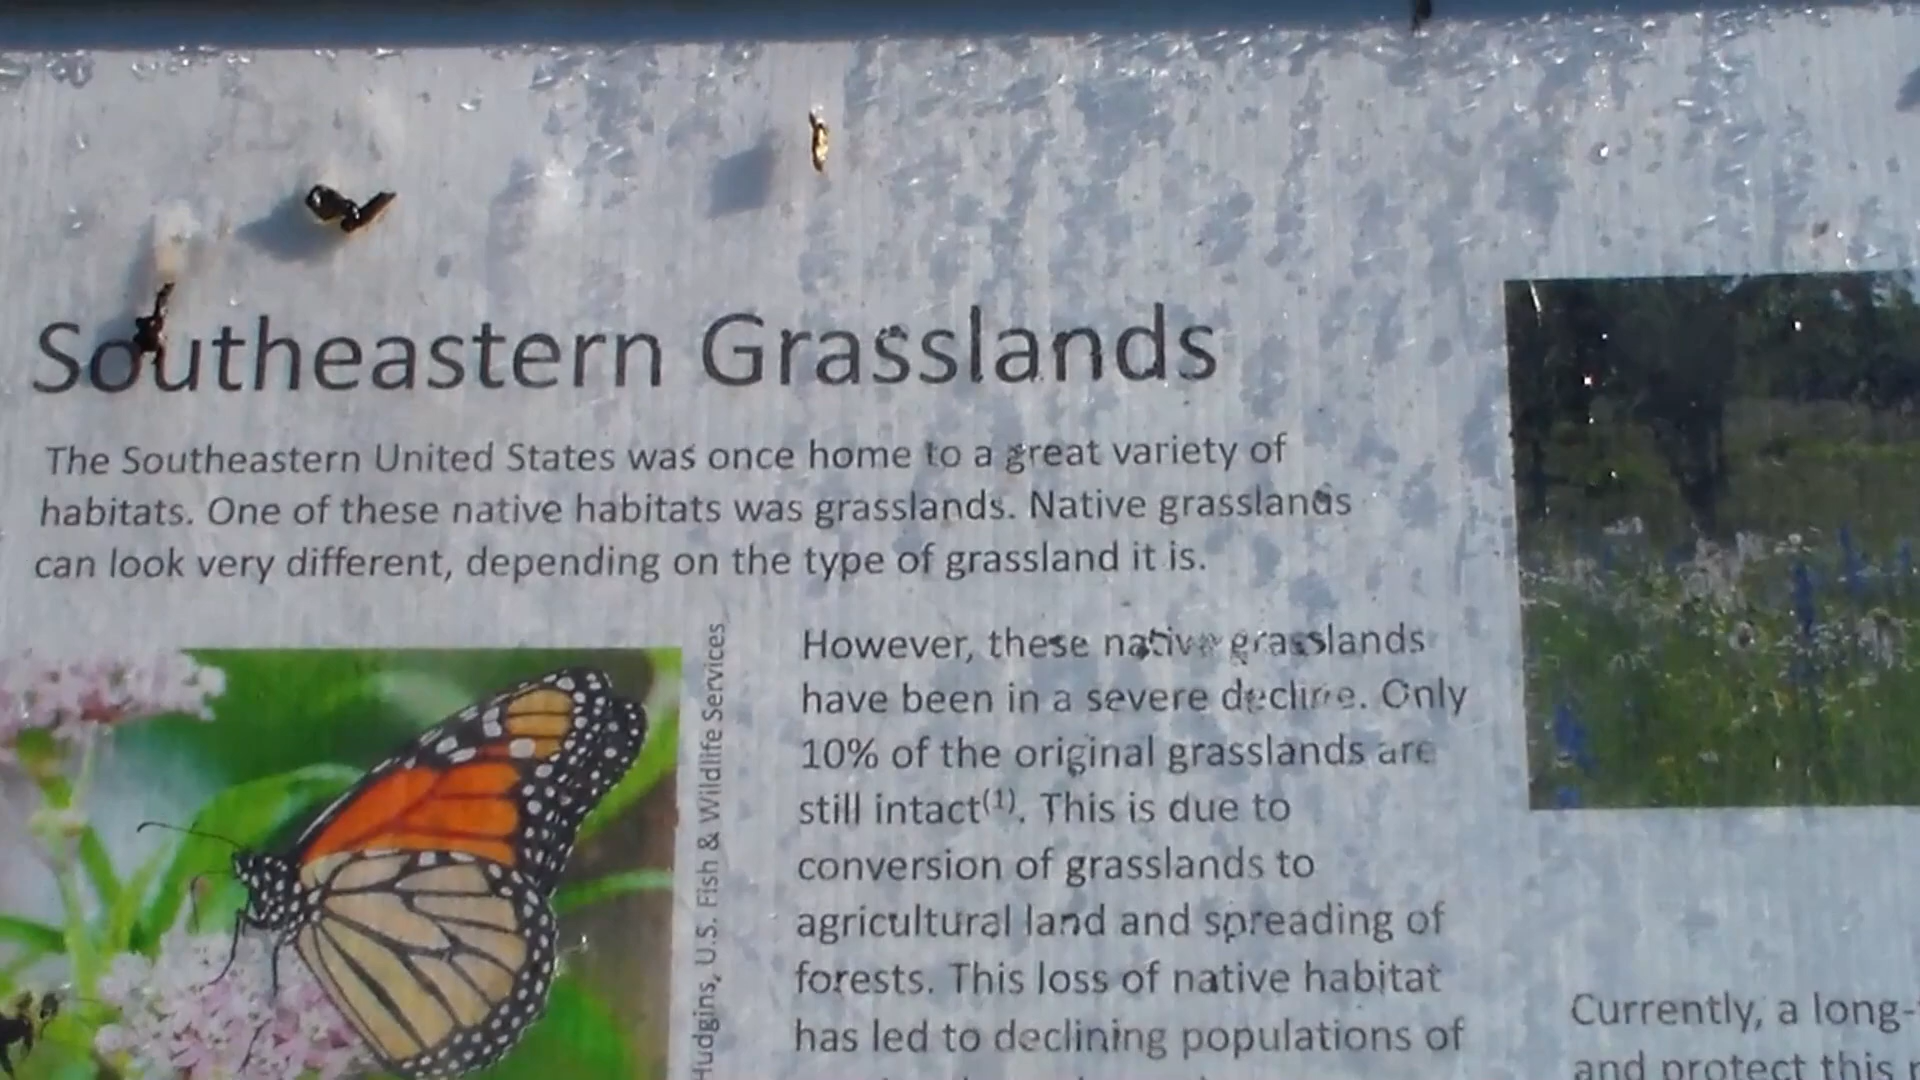 Southeastern Grasslands
The Southeastern United States was once home to a great variety of
habitats. One of these native habitats was grasslands. Native grasslands
can look very different, depending on the type of grassland it is.
Hudgins, U.S. Fish & Wildlife Services
However, these native grasslands
have been in a severe decline. Only
10% of the original grasslands are
still intact(1). This is due to
conversion of grasslands to
agricultural land and spreading of
forests. This loss of native habitat
has led to declining populations of
Currently, a long-
and protect this